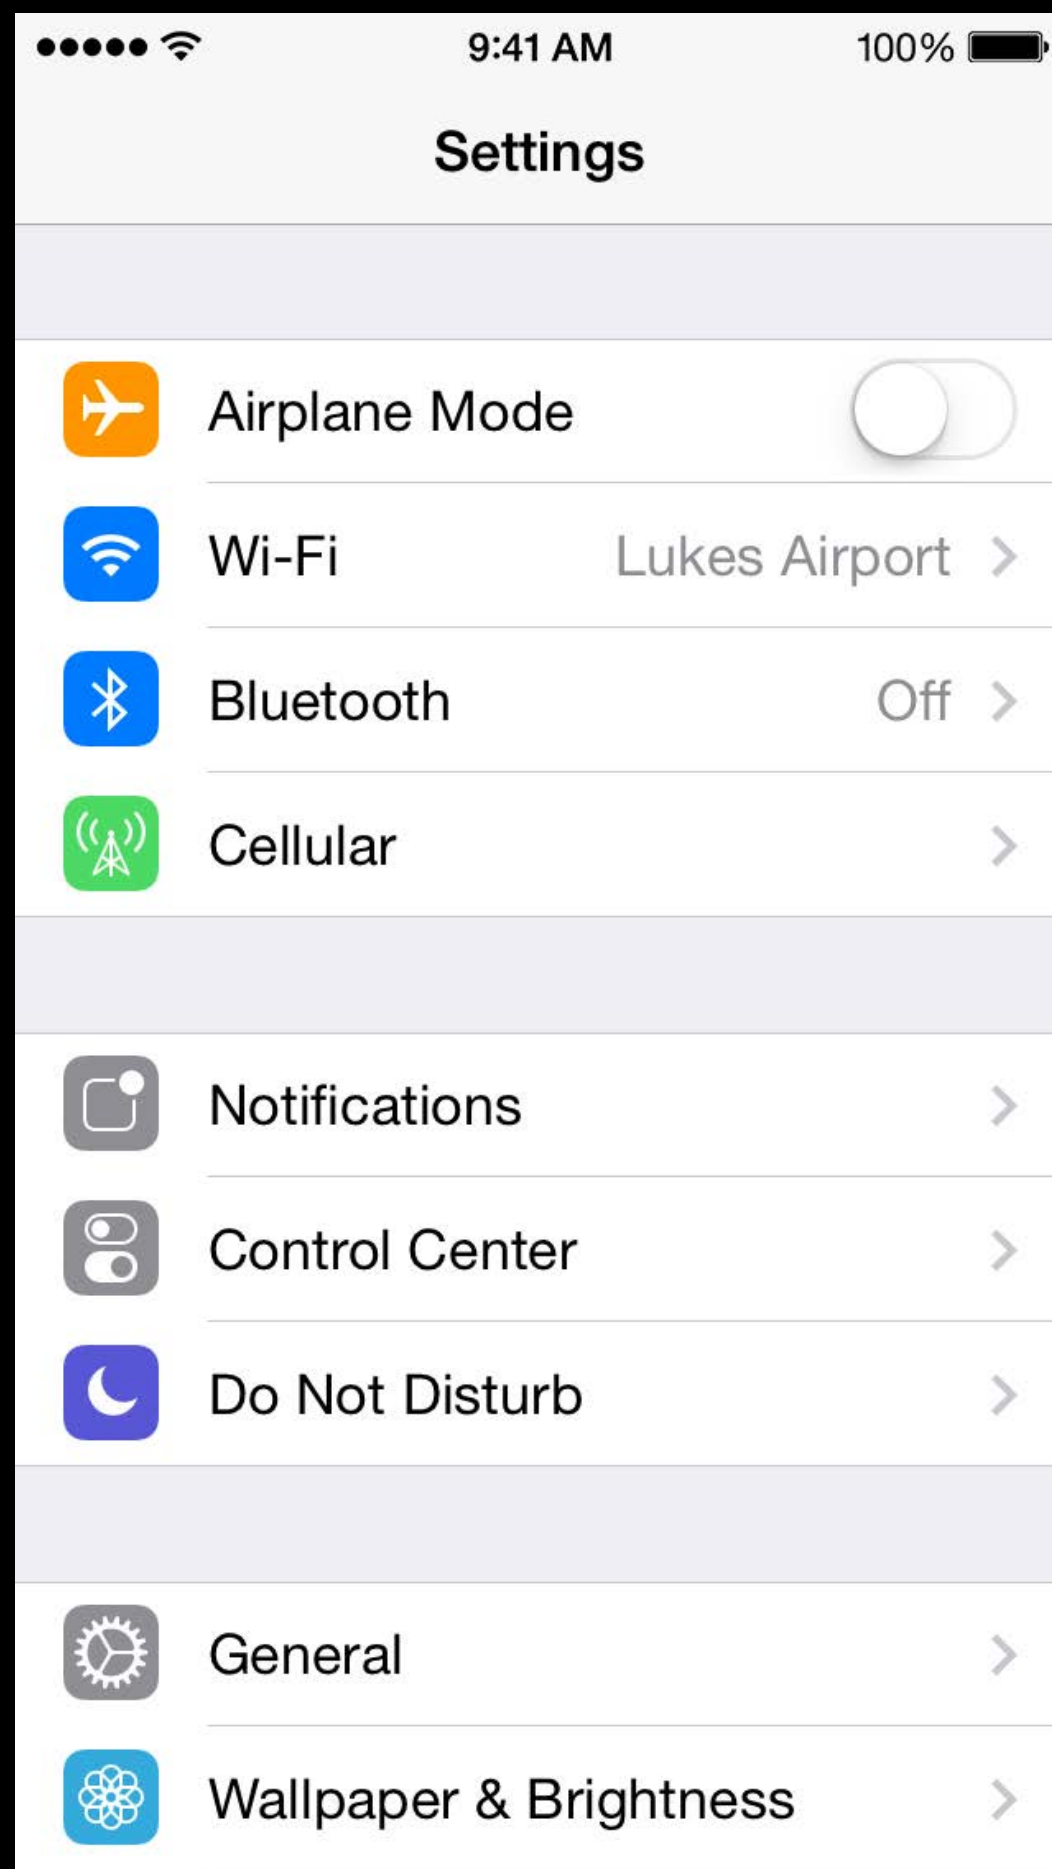 9:41 AM 100%
Settings
Airplane Mode
Wi-Fi Lukes Airport
Bluetooth Off
Cellular
Notifications
Control Center
Do Not Disturb
General
Wallpaper & Brightness